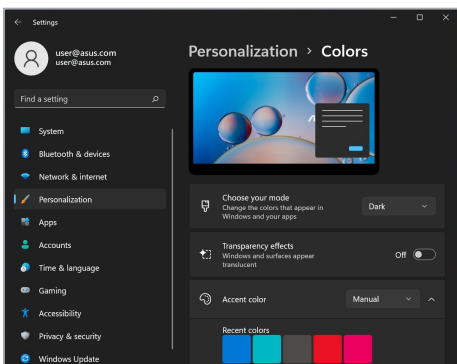 Settings
user@asus.com
user@asus.com
Find a setting
System
Bluetooth & devices
Network & internet
Personalization
Apps
Accounts
Time & language
Gaming
Accessibility
Privacy & security
Windows Update
Personalization > Colors
Choose your mode
Change the colors that appear in
Windows and your apps
Dark
Transparency effects
Windows and surfaces appear
translucent
Off
Accent color
Manual
Recent colors